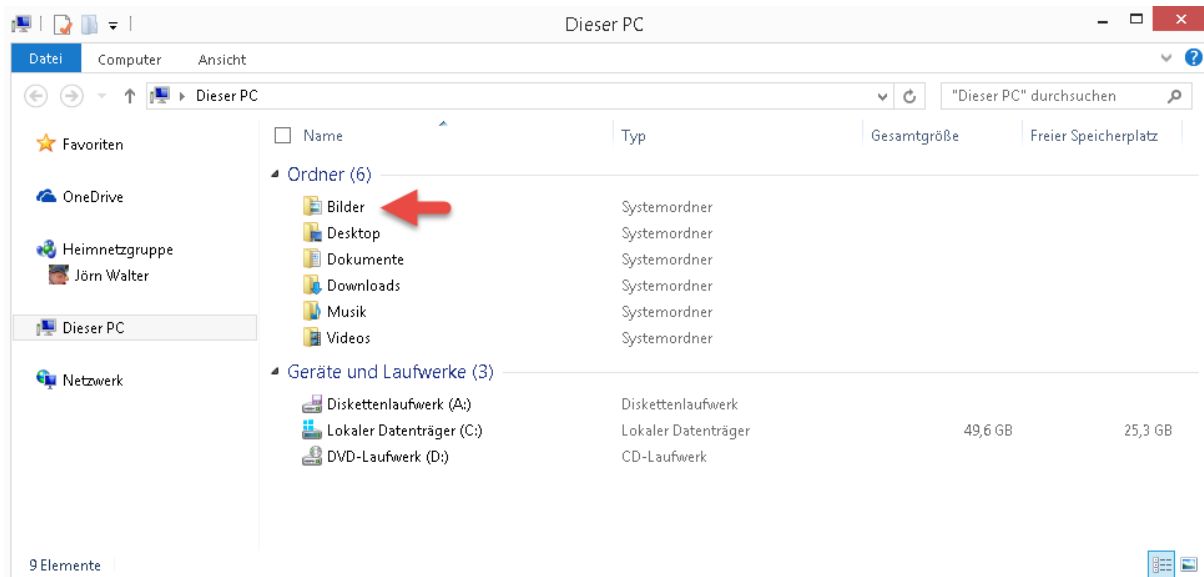 Dieser PC
Datei Computer Ansicht
Dieser PC "Dieser PC" durchsuchen
Favoriten
OneDrive
Heimnetzgruppe
Jörn Walter
Dieser PC
Netzwerk
Name Typ Gesamtgröße Freier Speicherplatz
Ordner (6)
Bilder Systemordner
Desktop Systemordner
Dokumente Systemordner
Downloads Systemordner
Musik Systemordner
Videos Systemordner
Geräte und Laufwerke (3)
Diskettenlaufwerk (A:) Diskettenlaufwerk
Lokaler Datenträger (C:) Lokaler Datenträger 49,6 GB 25,3 GB
DVD-Laufwerk (D:) CD-Laufwerk
9 Elemente